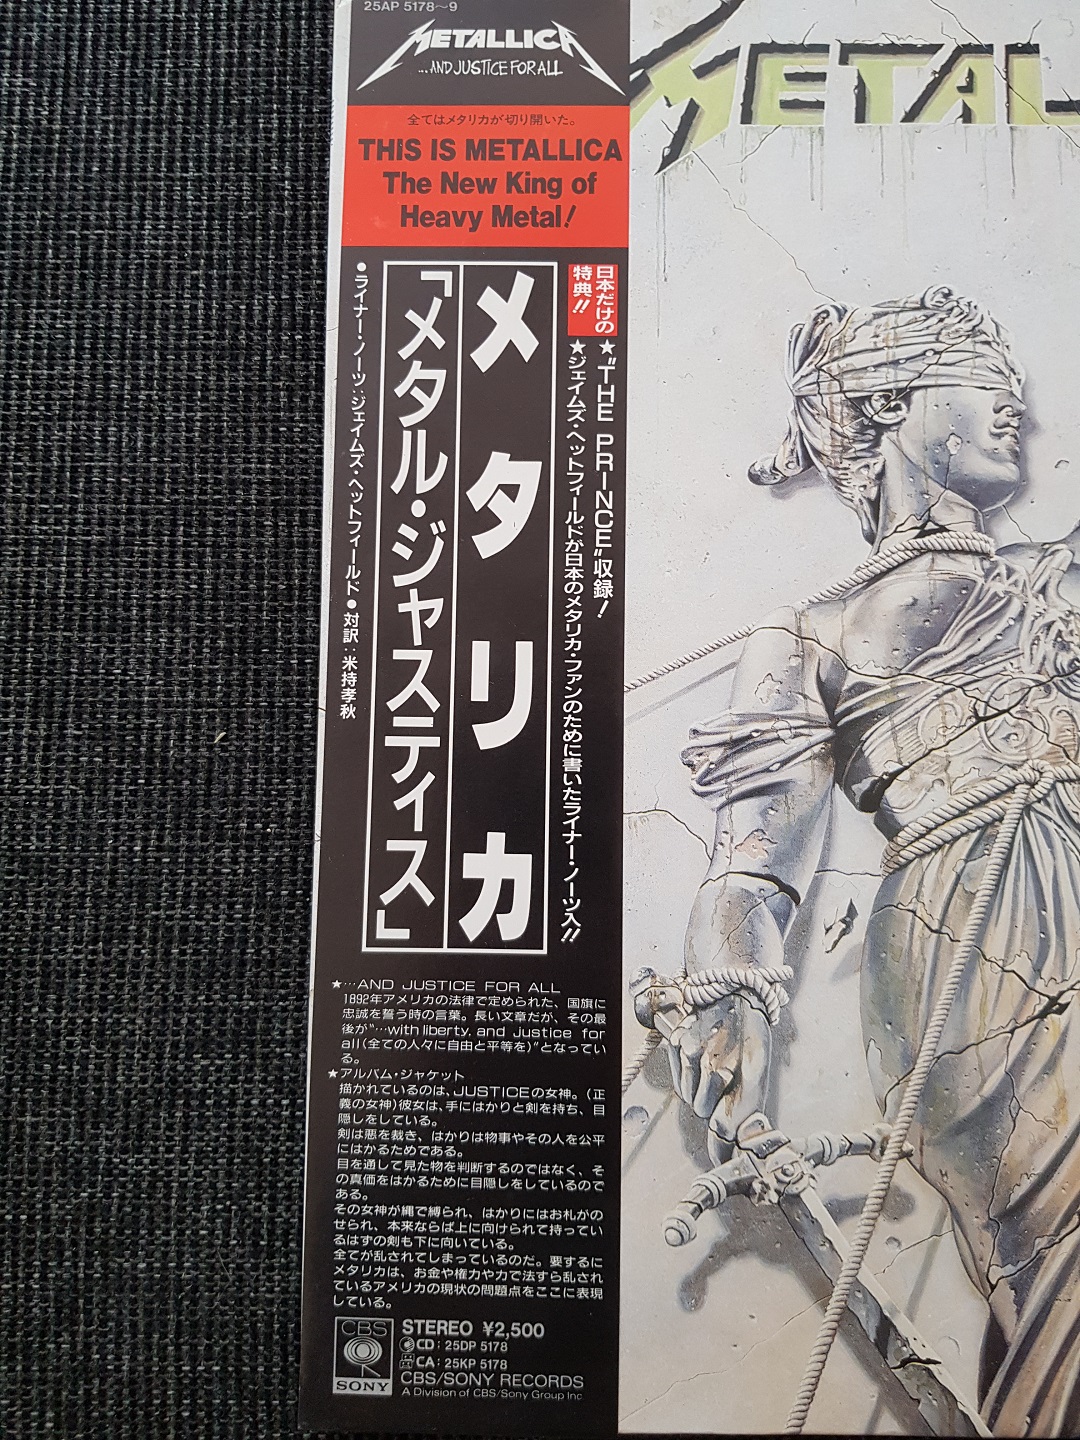 25AP 5178〜9
METALLICA
...AND JUSTICE FOR ALL
全てはメタリカが切り開いた。
THIS IS METALLICA
The New King of
Heavy Metal!
日本だけの
特典!!
★“THE PRINCE”収録!
★ジェイムズ・ヘットフィールドが日本のメタリカ・ファンのために書いたライナー・ノーツ入!!
メタリカ
「メタル・ジャスティス」
●ライナー・ノーツ:ジェイムズ・ヘットフィールド●対訳:米持孝秋
★…AND JUSTICE FOR ALL
1892年アメリカの法律で定められた、国旗に
忠誠を誓う時の言葉。長い文章だが、その最
後が“…with liberty, and justice for
all(全ての人々に自由と平等を)”となってい
る。
★アルバム・ジャケット
描かれているのは、JUSTICEの女神。(正
義の女神)彼女は、手にはかりと剣を持ち、目
隠しをしている。
剣は悪を裁き、はかりは物事やその人を公平
にはかるためである。
目を通して見た物を判断するのではなく、そ
の真価をはかるために目隠しをしているので
ある。
その女神が縄で縛られ、はかりにはお札がの
せられ、本来ならば上に向けられて持ってい
るはずの剣も下に向いている。
全てが乱されてしまっているのだ。要するに
メタリカは、お金や権力や力で法すら乱され
ているアメリカの現状の問題点をここに表現
している。
CBS
SONY
STEREO ¥2,500
CD:25DP 5178
CA:25KP 5178
CBS/SONY RECORDS
A Division of CBS/Sony Group Inc.
METAL